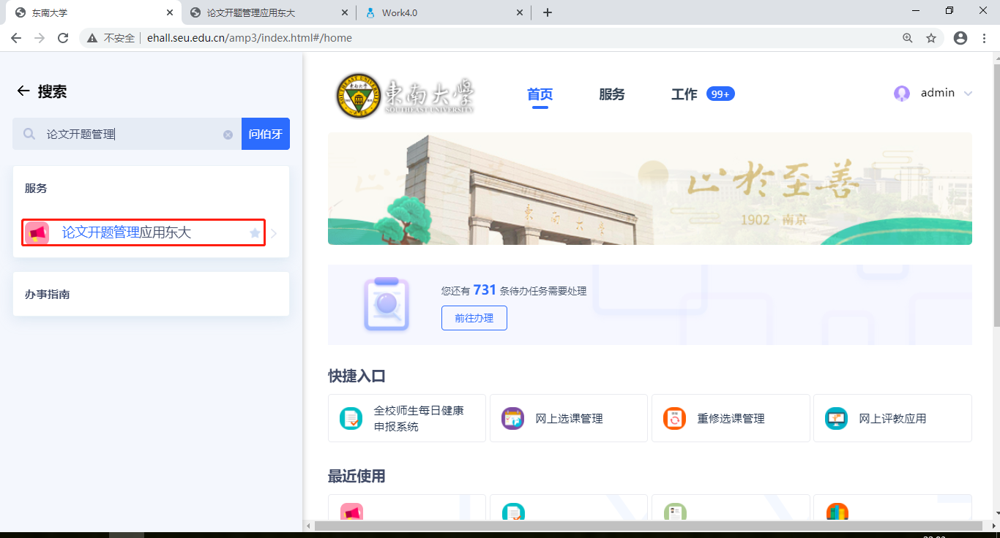 东南大学
论文开题管理应用东大
Work4.0
不安全
ehall.seu.edu.cn/amp3/index.html#/home
搜索
论文开题管理
问伯牙
服务
论文开题管理应用东大
办事指南
東南大學
SOUTHEAST UNIVERSITY
首页
服务
工作
99+
admin
止於至善
1902·南京
您还有 731 条待办任务需要处理
前往办理
快捷入口
全校师生每日健康
申报系统
网上选课管理
重修选课管理
网上评教应用
最近使用